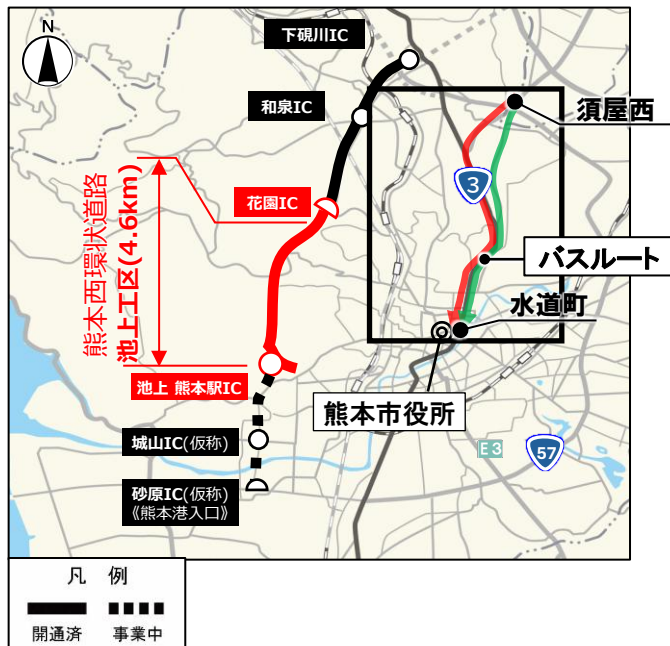 N
下硯川IC
和泉IC
須屋西
3
花園IC
熊本西環状道路
池上工区(4.6km)
バスルート
水道町
池上 熊本駅IC
熊本市役所
城山IC(仮称)
E3
57
砂原IC(仮称)
《熊本港入口》
凡 例
開通済 事業中